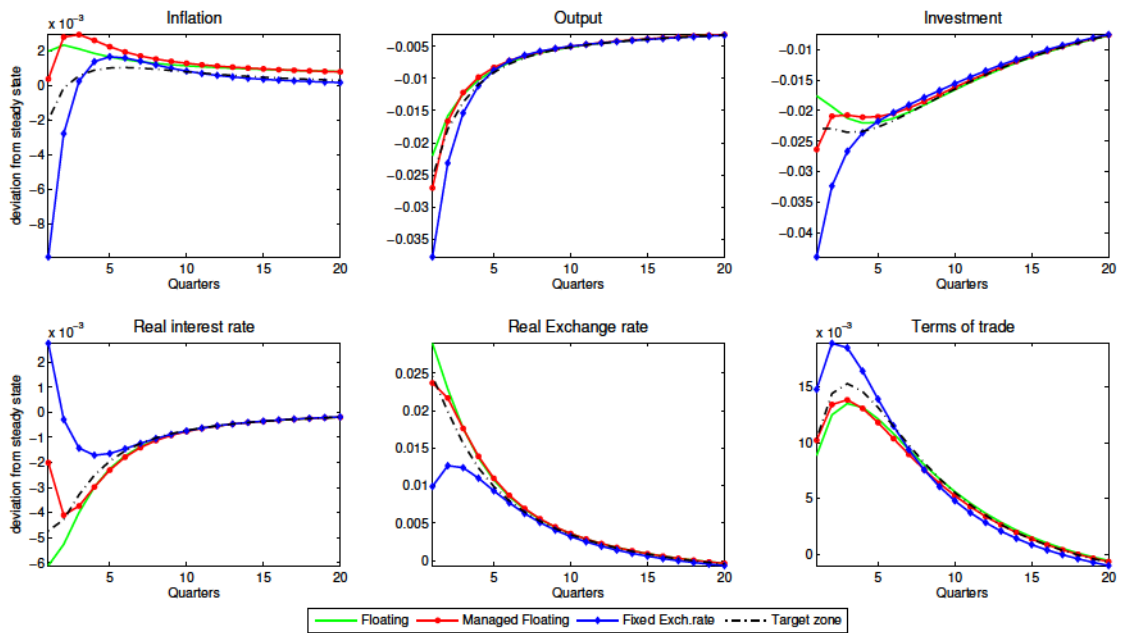 Inflation
Output
Investment
x 10⁻³
deviation from steady state
2
0
−2
−4
−6
−8
5 10 15 20
Quarters
−0.005
−0.01
−0.015
−0.02
−0.025
−0.03
−0.035
5 10 15 20
Quarters
−0.01
−0.015
−0.02
−0.025
−0.03
−0.035
−0.04
5 10 15 20
Quarters
Real interest rate
Real Exchange rate
Terms of trade
x 10⁻³
deviation from steady state
2
1
0
−1
−2
−3
−4
−5
−6
5 10 15 20
Quarters
0.025
0.02
0.015
0.01
0.005
0
5 10 15 20
Quarters
x 10⁻³
15
10
5
0
5 10 15 20
Quarters
Floating Managed Floating Fixed Exch.rate Target zone